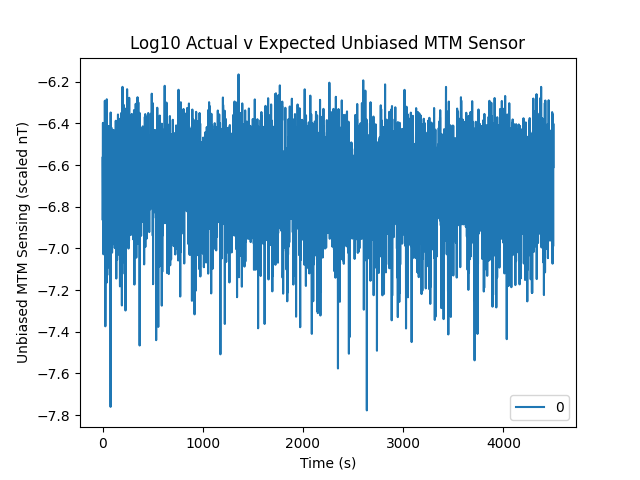 Log10 Actual v Expected Unbiased MTM Sensor
Unbiased MTM Sensing (scaled nT)
−6.2
−6.4
−6.6
−6.8
−7.0
−7.2
−7.4
−7.6
−7.8
0
0 1000 2000 3000 4000
Time (s)